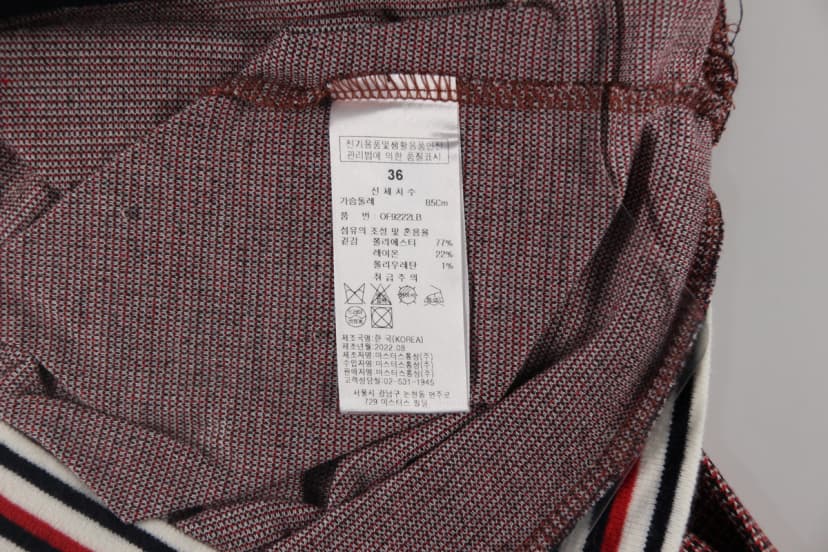 전기용품및생활용품안전
관리법에 의한 품질표시
36
신 체 치 수
가슴둘레 85Cm
품 번 : OF9222LB
섬유의 조성 및 혼용율
겉감 폴리에스터 77%
레이온 22%
폴리우레탄 1%
취 급 주 의
제조국명:한 국(KOREA)
제조년월:2022.08
제조자명:미스터스통상(주)
수입자명:미스터스통상(주)
판매자명:미스터스통상(주)
고객상담실:02-531-1945
서울시 강남구 논현동 언주로
729 미스터스 빌딩